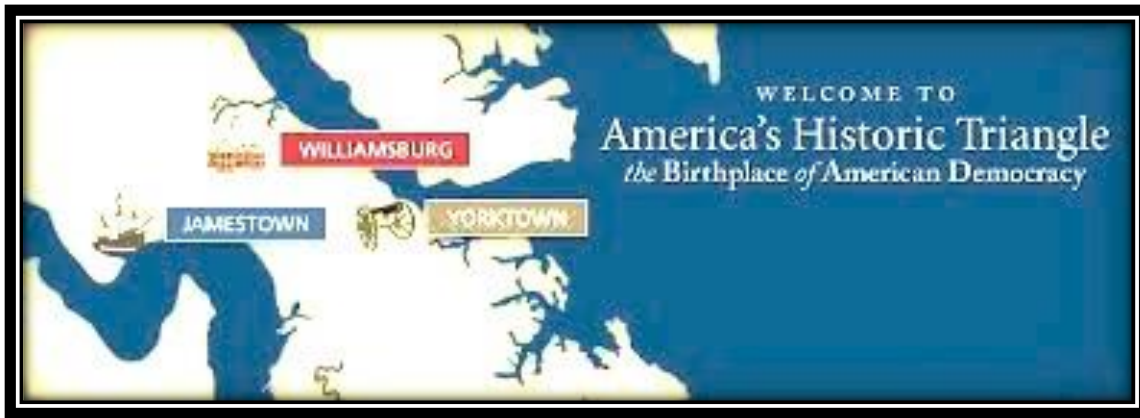 WELCOME TO
America's Historic Triangle
the Birthplace of American Democracy
WILLIAMSBURG
JAMESTOWN
YORKTOWN